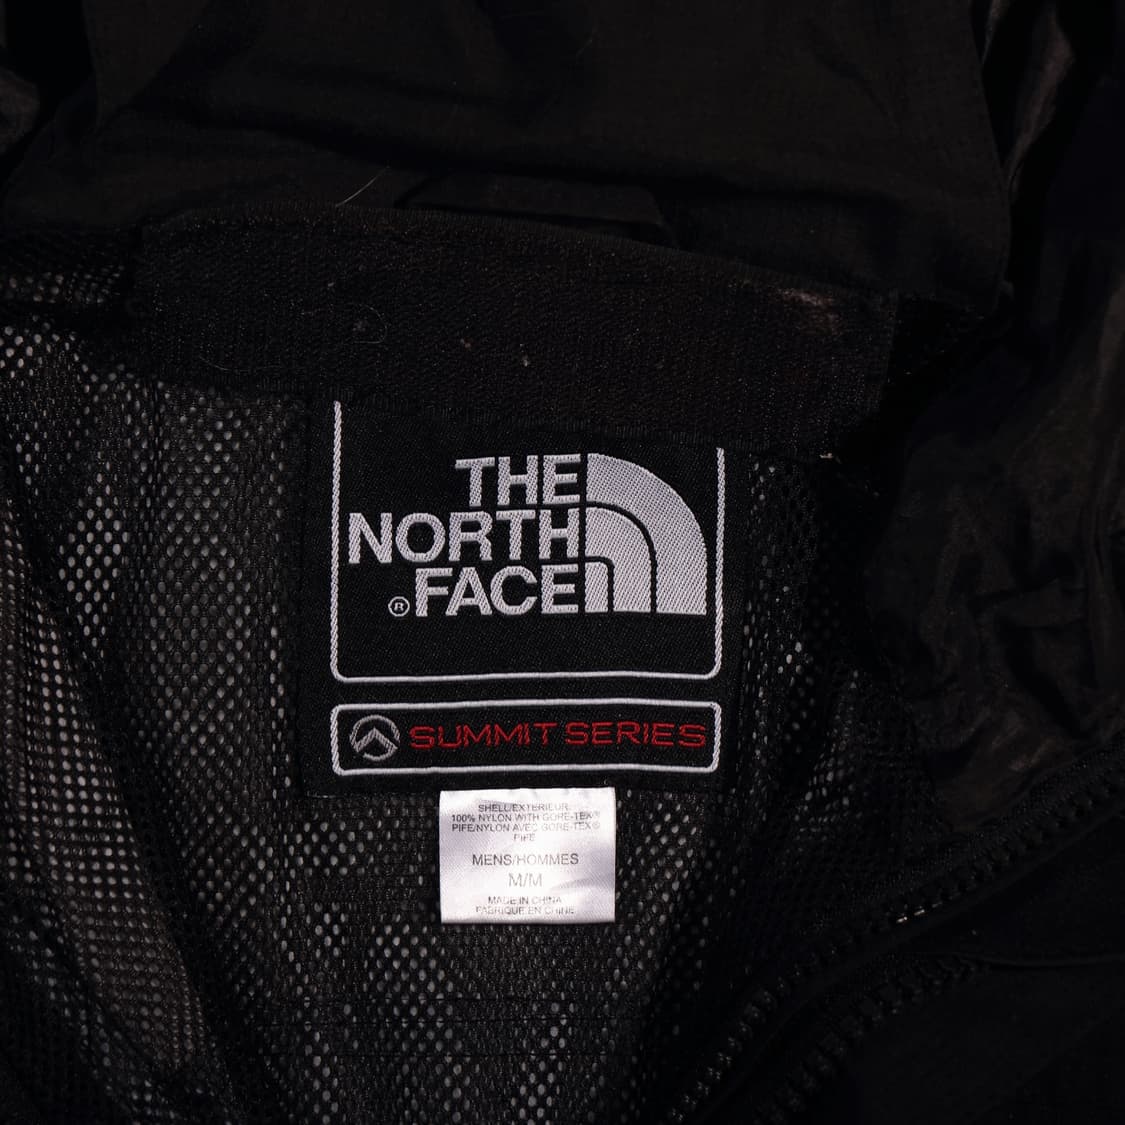 THE
NORTH
® FACE
SUMMIT SERIES
SHELL/EXTERIEUR:
100% NYLON WITH GORE-TEX®
PIFE/NYLON AVEC GORE-TEX®
PIFE
MENS/HOMMES
M/M
MADE IN CHINA
FABRIQUE EN CHINE